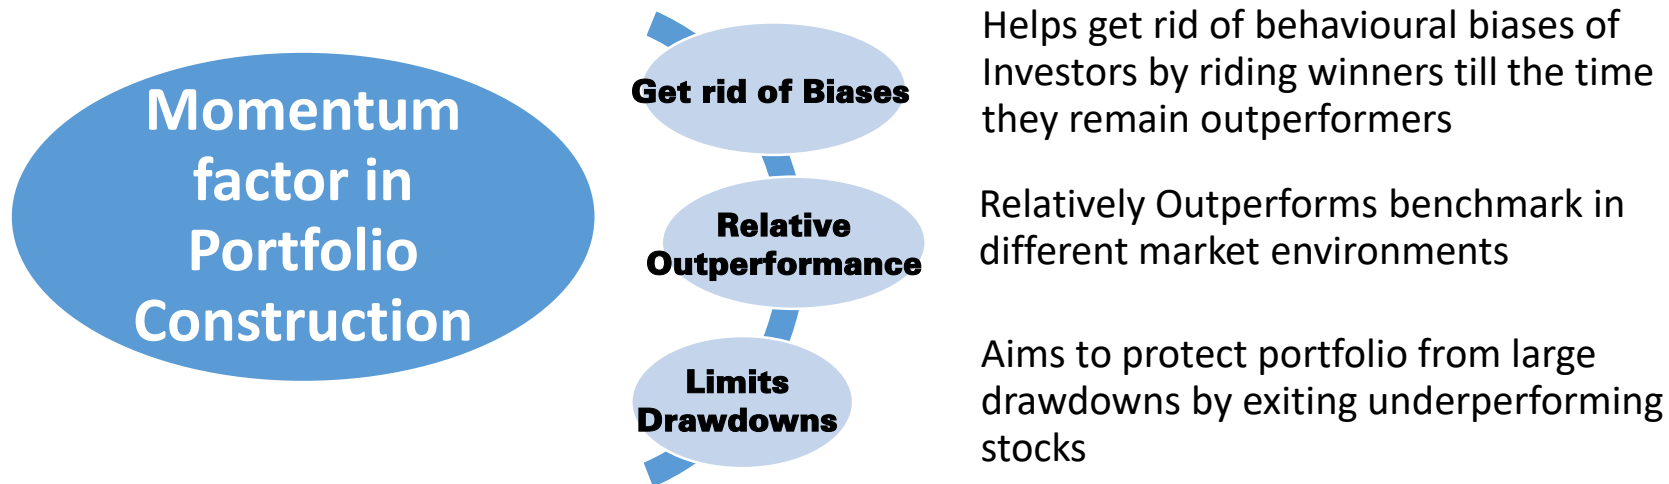 Momentum
factor in
Portfolio
Construction
Get rid of Biases
Helps get rid of behavioural biases of
Investors by riding winners till the time
they remain outperformers
Relative
Outperformance
Relatively Outperforms benchmark in
different market environments
Limits
Drawdowns
Aims to protect portfolio from large
drawdowns by exiting underperforming
stocks